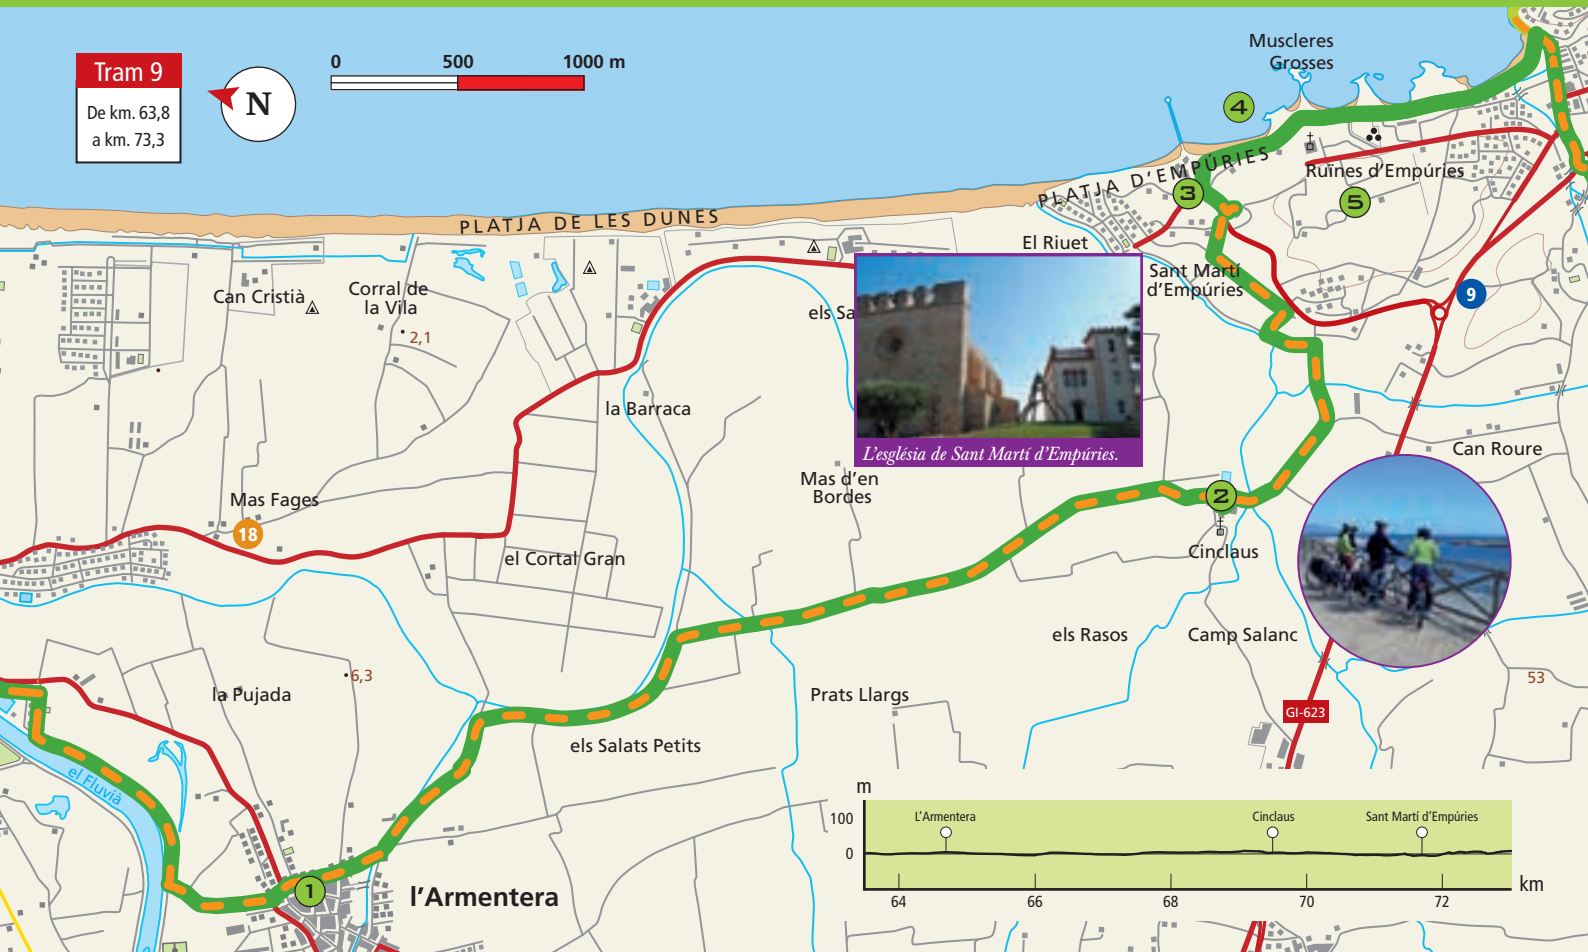 Tram 9
De km. 63,8
a km. 73,3
N
0 500 1000 m
Muscleres
Grosses
4
PLATJA D'EMPÚRIES
3
Ruïnes d'Empúries
5
PLATJA DE LES DUNES
El Riuet
Sant Martí
d'Empúries
9
Can Cristià
Corral de
la Vila
2,1
els Sa
la Barraca
L'església de Sant Martí d'Empúries.
Can Roure
Mas d'en
Bordes
Mas Fages
18
2
Cinclaus
el Cortal Gran
els Rasos
Camp Salanc
6,3
la Pujada
Prats Llargs
53
GI-623
els Salats Petits
el Fluvià
1
l'Armentera
m
100
0
L'Armentera
Cinclaus
Sant Martí d'Empúries
64 66 68 70 72
km